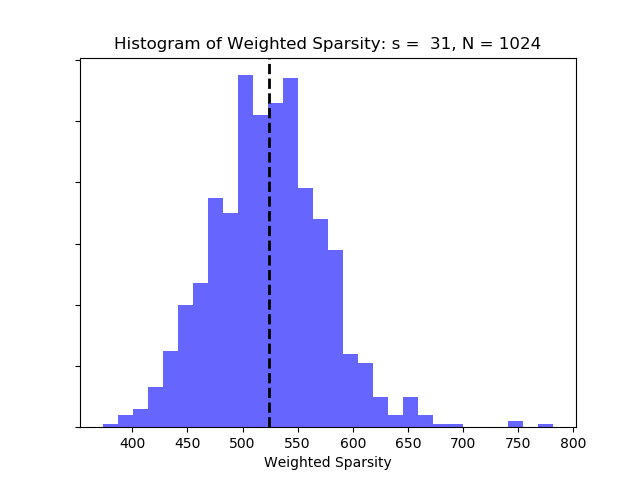 Histogram of Weighted Sparsity: s =  31, N = 1024
400 450 500 550 600 650 700 750 800
Weighted Sparsity